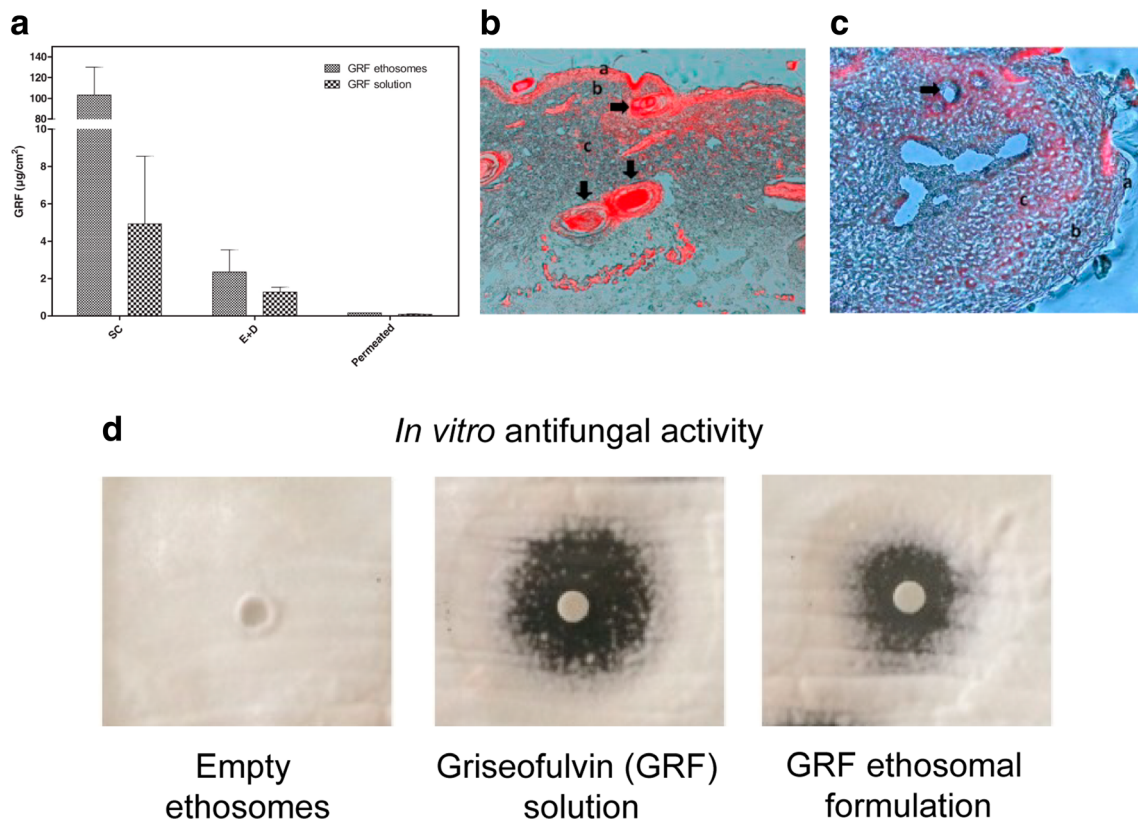 a
140
120
100
80
10
8
6
4
2
0
GRF (µg/cm²)
GRF ethosomes
GRF solution
SC
E+D
Permeated
b
a
b
c
c
a
b
c
d
In vitro antifungal activity
Empty
ethosomes
Griseofulvin (GRF)
solution
GRF ethosomal
formulation